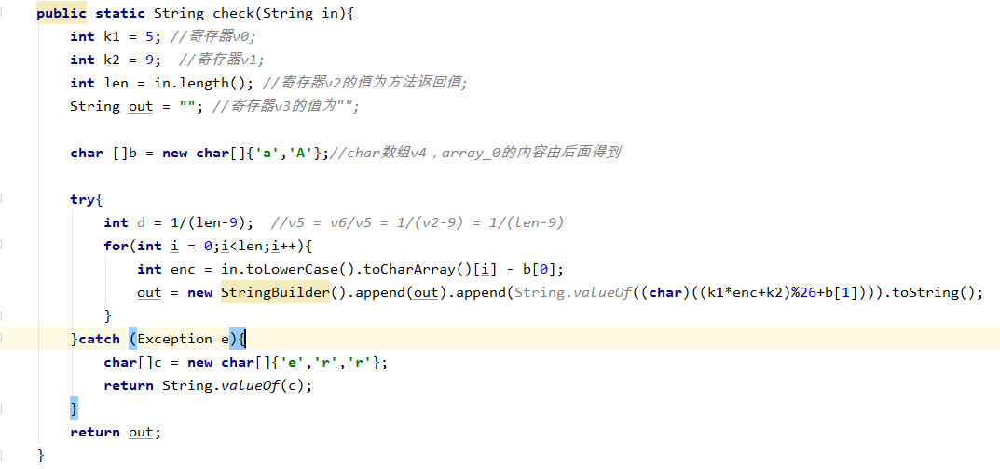 public static String check(String in){
int k1 = 5; //寄存器v0;
int k2 = 9; //寄存器v1;
int len = in.length(); //寄存器v2的值为方法返回值;
String out = ""; //寄存器v3的值为"";
char []b = new char[]{'a','A'};//char数组v4，array_0的内容由后面得到
try{
int d = 1/(len-9); //v5 = v6/v5 = 1/(v2-9) = 1/(len-9)
for(int i = 0;i<len;i++){
int enc = in.toLowerCase().toCharArray()[i] - b[0];
out = new StringBuilder().append(out).append(String.valueOf((char)((k1*enc+k2)%26+b[1]))).toString();
}
}catch (Exception e){
char[]c = new char[]{'e','r','r'};
return String.valueOf(c);
}
return out;
}